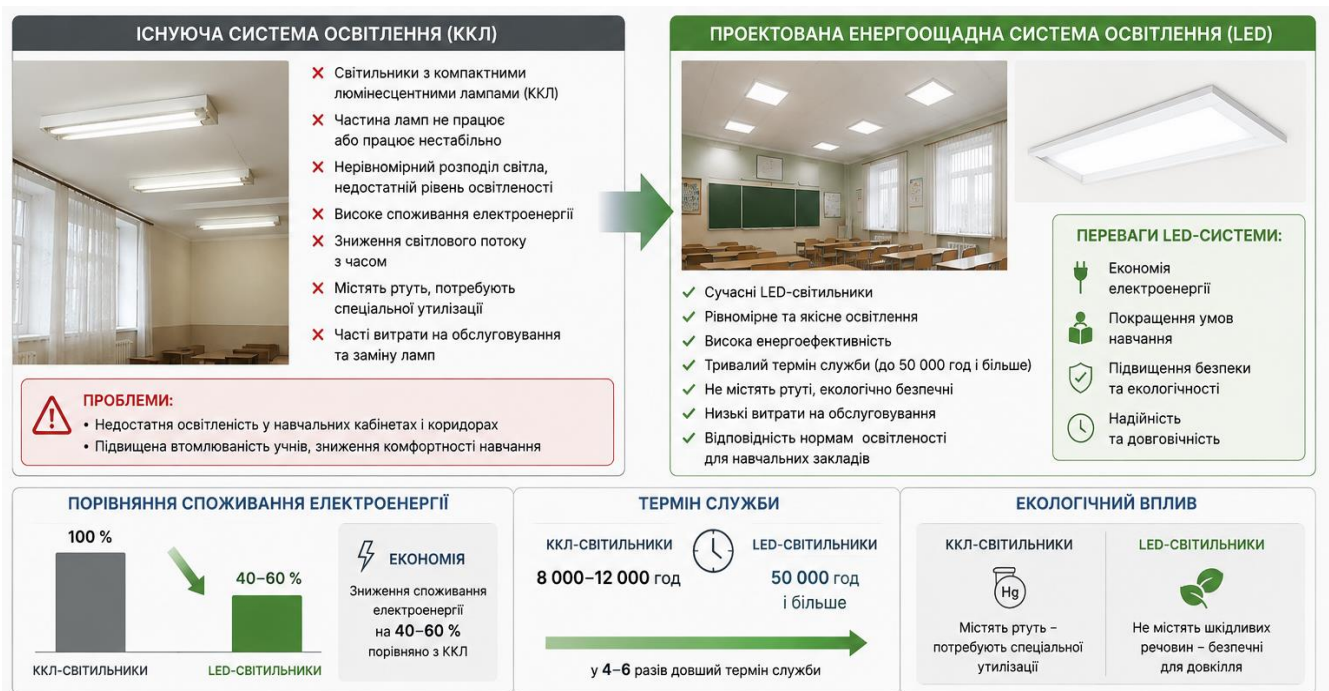 ІСНУЮЧА СИСТЕМА ОСВІТЛЕННЯ (ККЛ)
Світильники з компактними
люмінесцентними лампами (ККЛ)
Частина ламп не працює
або працює нестабільно
Нерівномірний розподіл світла,
недостатній рівень освітленості
Високе споживання електроенергії
Зниження світлового потоку
з часом
Містять ртуть, потребують
спеціальної утилізації
Часті витрати на обслуговування
та заміну ламп
ПРОБЛЕМИ:
• Недостатня освітленість у навчальних кабінетах і коридорах
• Підвищена втомлюваність учнів, зниження комфортності навчання
ПРОЕКТОВАНА ЕНЕРГООЩАДНА СИСТЕМА ОСВІТЛЕННЯ (LED)
Сучасні LED-світильники
Рівномірне та якісне освітлення
Висока енергоефективність
Тривалий термін служби (до 50 000 год і більше)
Не містять ртуті, екологічно безпечні
Низькі витрати на обслуговування
Відповідність нормам освітленості
для навчальних закладів
ПЕРЕВАГИ LED-СИСТЕМИ:
Економія
електроенергії
Покращення умов
навчання
Підвищення безпеки
та екологічності
Надійність
та довговічність
ПОРІВНЯННЯ СПОЖИВАННЯ ЕЛЕКТРОЕНЕРГІЇ
100 %
40–60 %
ККЛ-СВІТИЛЬНИКИ
LED-СВІТИЛЬНИКИ
ЕКОНОМІЯ
Зниження споживання
електроенергії
на 40–60 %
порівняно з ККЛ
ТЕРМІН СЛУЖБИ
ККЛ-СВІТИЛЬНИКИ
8 000–12 000 год
LED-СВІТИЛЬНИКИ
50 000 год
і більше
у 4–6 разів довший термін служби
ЕКОЛОГІЧНИЙ ВПЛИВ
ККЛ-СВІТИЛЬНИКИ
Hg
Містять ртуть –
потребують спеціальної
утилізації
LED-СВІТИЛЬНИКИ
Не містять шкідливих
речовин – безпечні
для довкілля